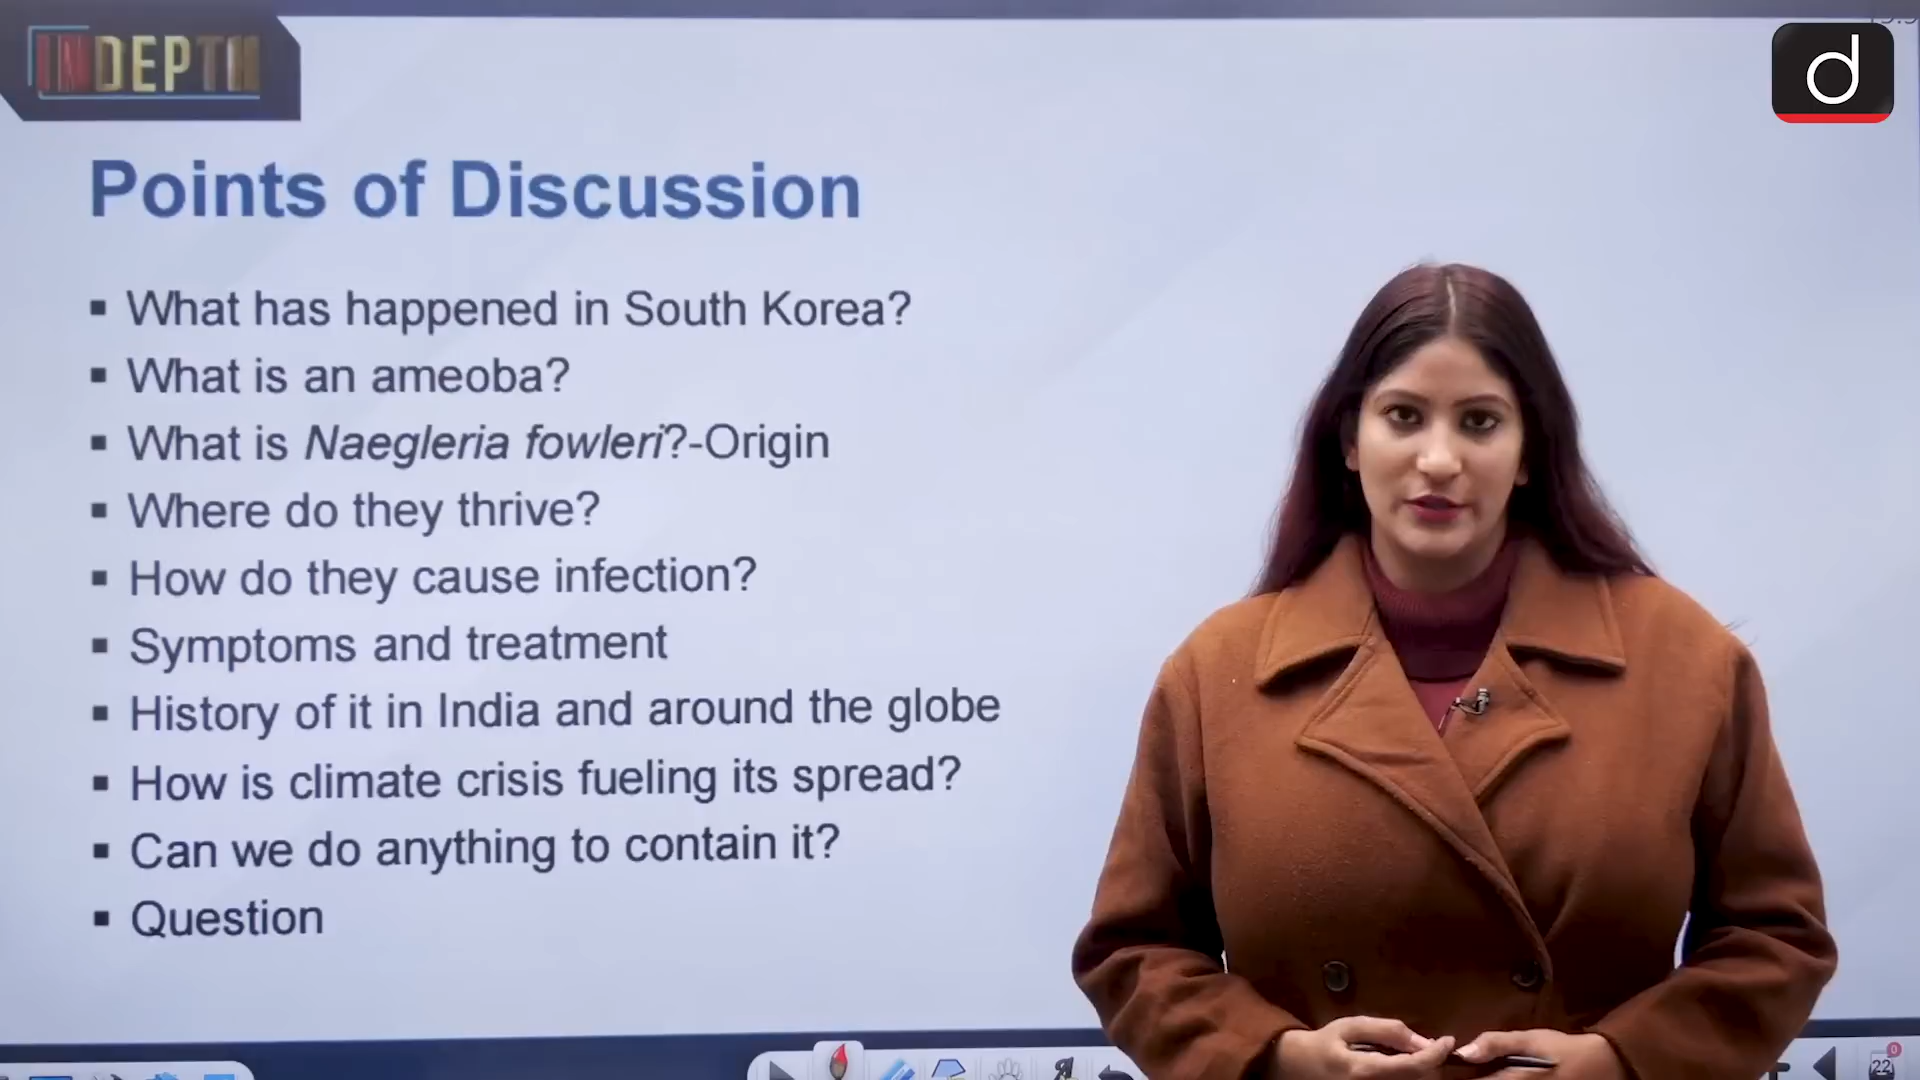 INDEPTH
d
Points of Discussion
▪ What has happened in South Korea?
▪ What is an ameoba?
▪ What is Naegleria fowleri?-Origin
▪ Where do they thrive?
▪ How do they cause infection?
▪ Symptoms and treatment
▪ History of it in India and around the globe
▪ How is climate crisis fueling its spread?
▪ Can we do anything to contain it?
▪ Question
22
0